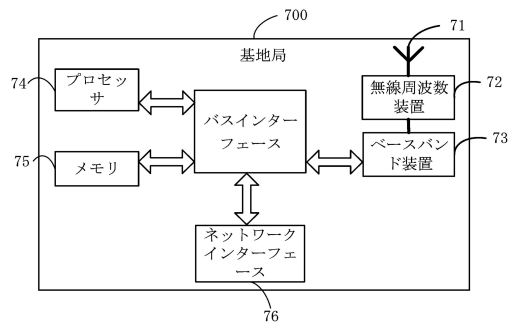 700
71
基地局
74
プロセッ
サ
無線周波数
装置
72
バスインター
フェース
75
メモリ
ベースバン
ド装置
73
ネットワーク
インターフェ
ース
76